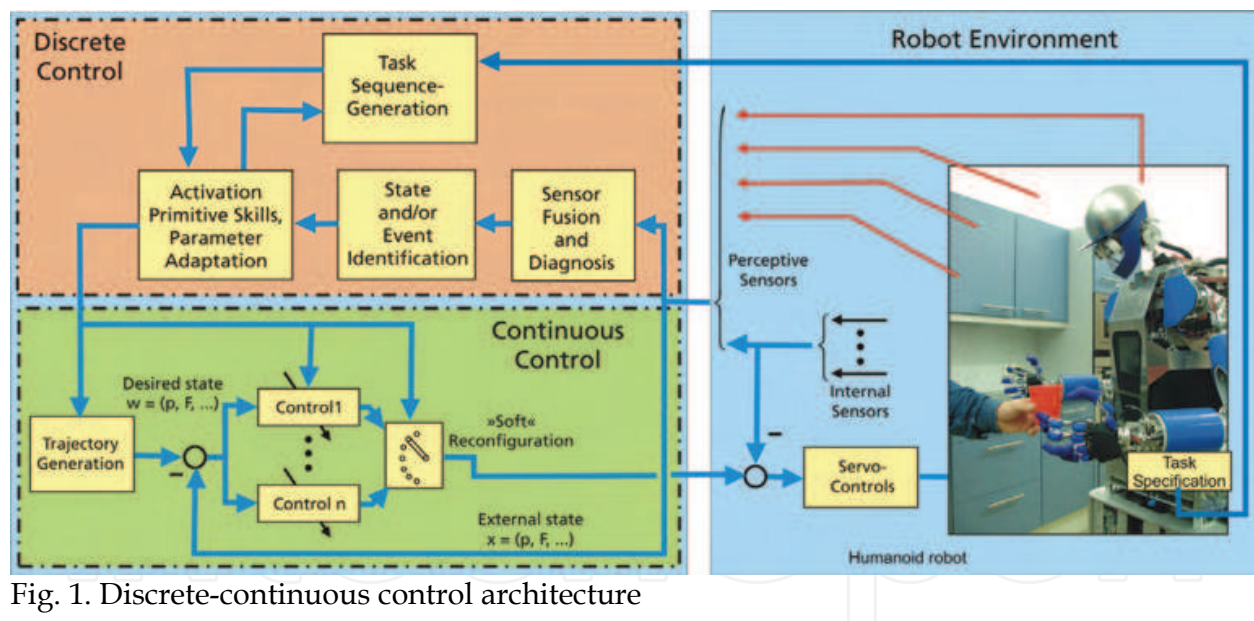 Discrete
Control
Task
Sequence-
Generation
Activation
Primitive Skills,
Parameter
Adaptation
State
and/or
Event
Identification
Sensor
Fusion
and
Diagnosis
Continuous
Control
Desired state
w = (p, F, ...)
Trajectory
Generation
Control1
Control n
»Soft«
Reconfiguration
External state
x = (p, F, ...)
Robot Environment
Perceptive
Sensors
Internal
Sensors
Servo-
Controls
Task
Specification
Humanoid robot
Fig. 1. Discrete-continuous control architecture